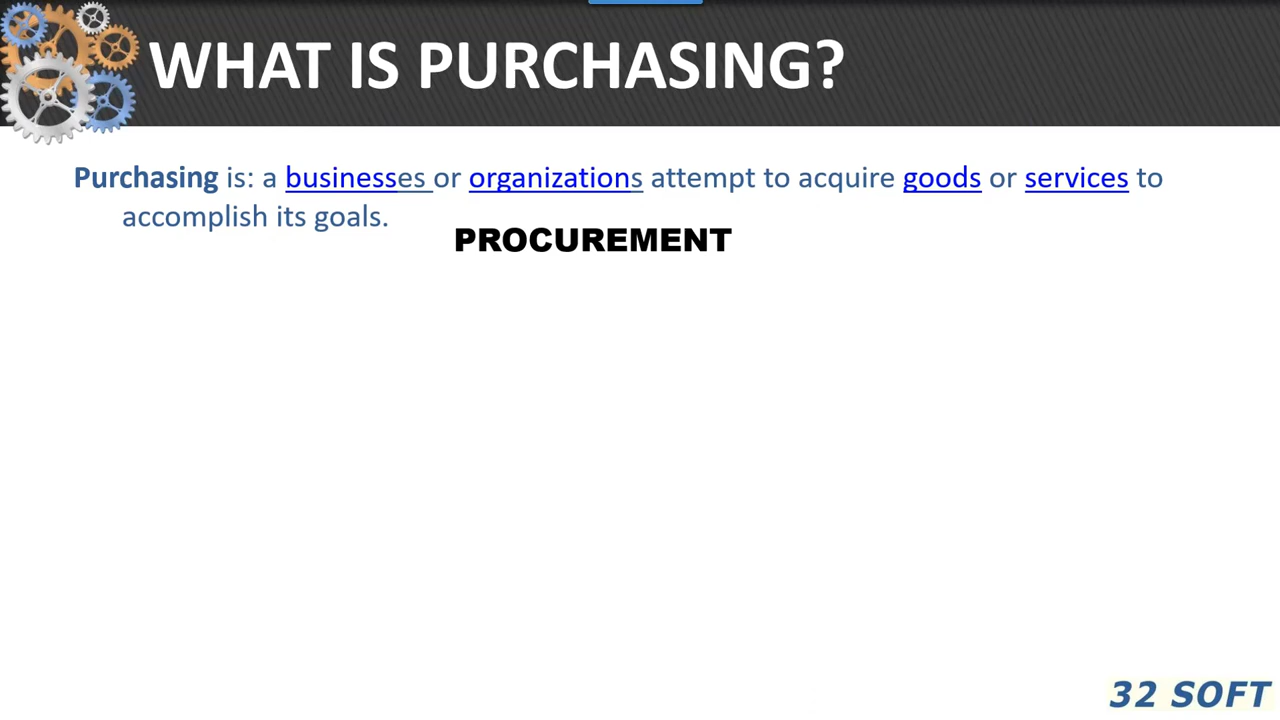 WHAT IS PURCHASING?
Purchasing is: a businesses or organizations attempt to acquire goods or services to
accomplish its goals.
PROCUREMENT
32 SOFT